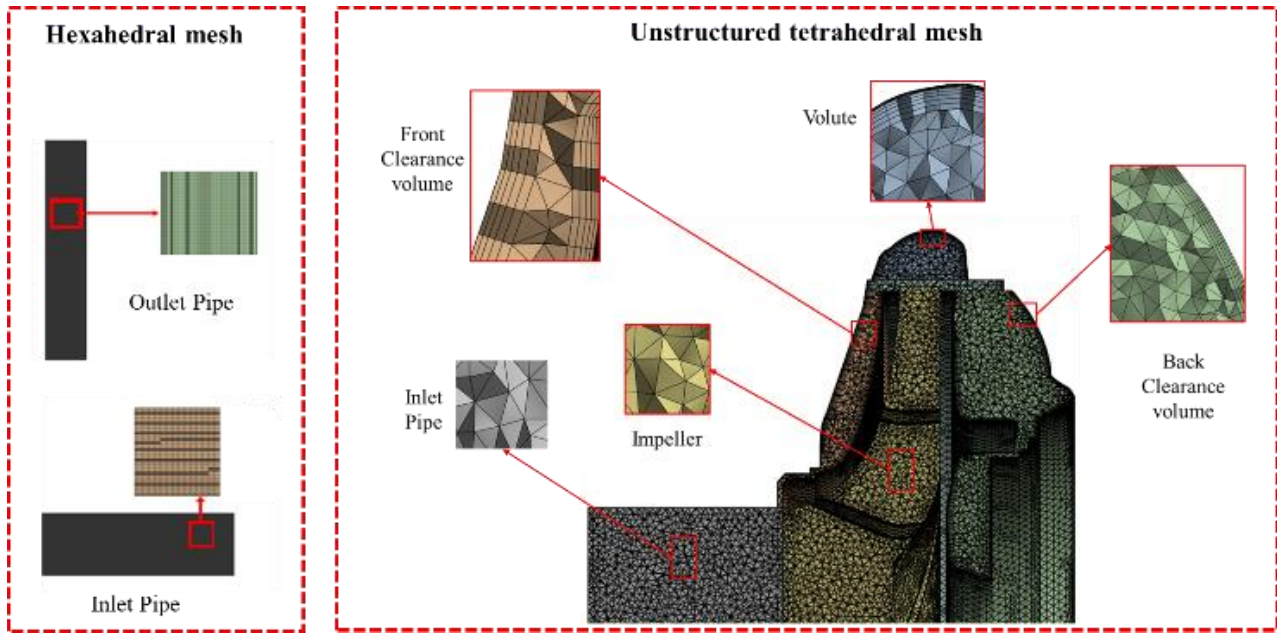 Hexahedral mesh
Outlet Pipe
Inlet Pipe
Unstructured tetrahedral mesh
Front
Clearance
volume
Volute
Inlet
Pipe
Impeller
Back
Clearance
volume